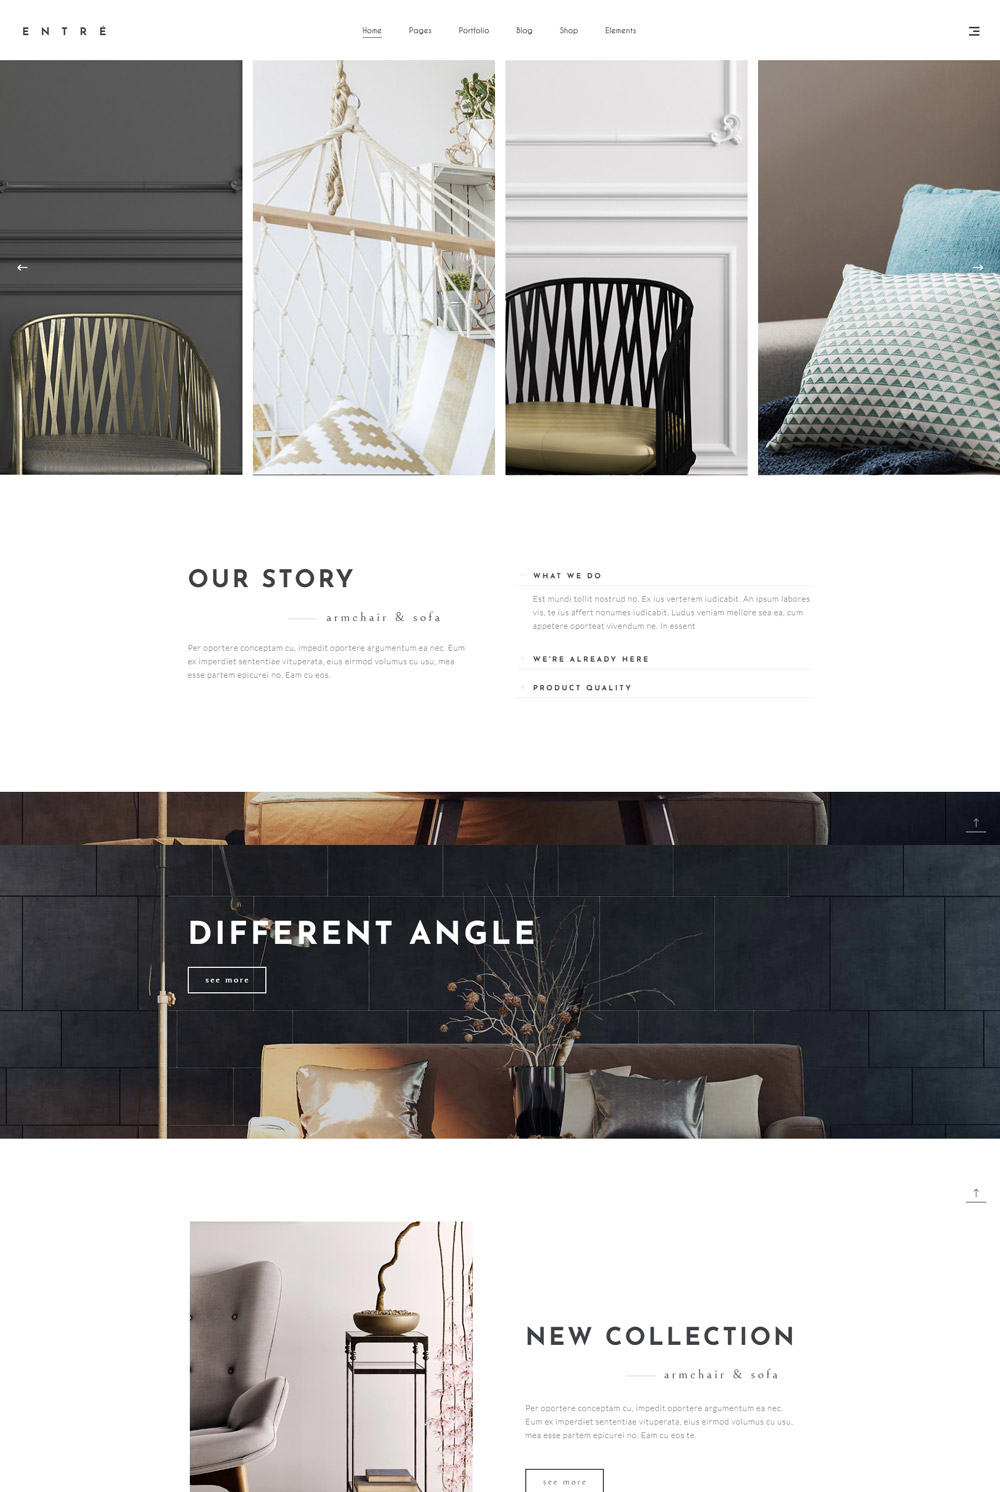 ENTRÉ
Home Pages Portfolio Blog Shop Elements
OUR STORY
armchair & sofa
Per oportere conceptam cu, impedit oportere argumentum ea nec. Eum
ex imperdiet sententiae vituperata, eius eirmod volumus cu usu, mea
esse partem epicurei no. Eam cu eos.
WHAT WE DO
Est mundi tollit nostrud no. Ex ius verterem iudicabit. An ipsum labores
vis, te ius affert nonumes iudicabit. Ludus veniam meliore sea ea, cum
appetere oporteat vivendum ne. In essent
WE'RE ALREADY HERE
PRODUCT QUALITY
DIFFERENT ANGLE
see more
NEW COLLECTION
armchair & sofa
Per oportere conceptam cu, impedit oportere argumentum ea nec.
Eum ex imperdiet sententiae vituperata, eius eirmod volumus cu usu,
mea esse partem epicurei no. Eam cu eos te.
see more